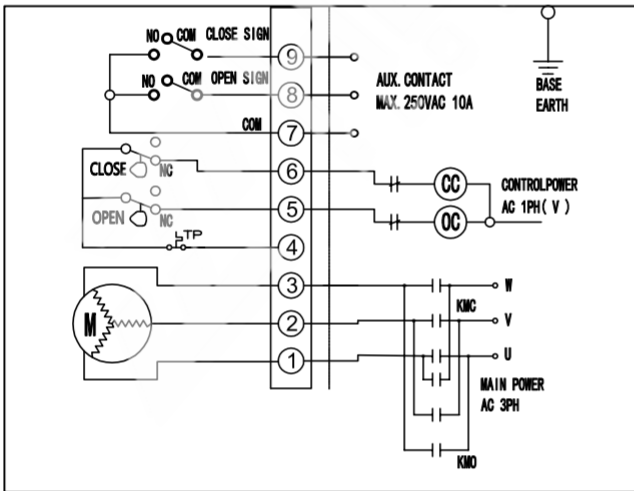 NO COM CLOSE SIGN
9
NO COM OPEN SIGN
8
AUX. CONTACT
MAX. 250VAC 10A
BASE
EARTH
COM
7
CLOSE
NC
6
CC
CONTROLPOWER
AC 1PH( V )
OPEN
NC
5
OC
TP
4
3
W
KMC
M
2
V
1
U
MAIN POWER
AC 3PH
KMO